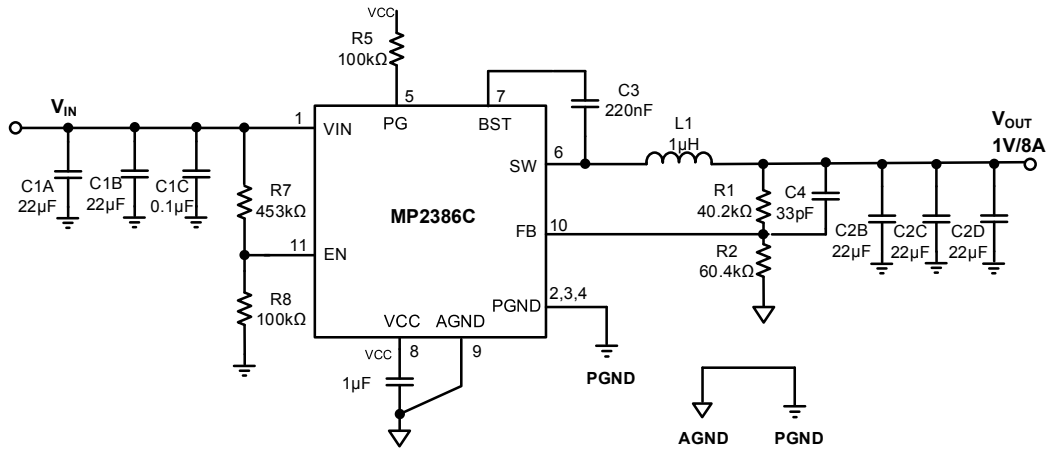 VCC
R5
100kΩ
5
7
C3
220nF
VIN
1
VIN
PG
BST
L1
1µH
VOUT
1V/8A
6
SW
C1A
22µF
C1B
22µF
C1C
0.1µF
R7
453kΩ
MP2386C
R1
40.2kΩ
C4
33pF
FB
10
C2B
22µF
C2C
22µF
C2D
22µF
11
EN
R2
60.4kΩ
R8
100kΩ
PGND
2,3,4
VCC
AGND
VCC
8
9
1µF
PGND
AGND
PGND